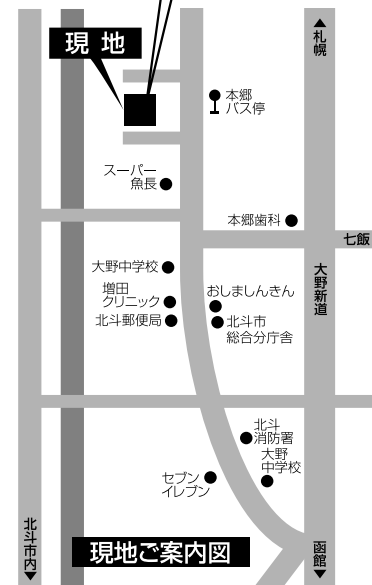 ▲札幌
現地
本郷
バス停
スーパー
魚長
本郷歯科
七飯
大野中学校
大野新道
増田
クリニック
おしましんきん
北斗郵便局
北斗市
総合分庁舎
北斗
消防署
大野
中学校
セブン
イレブン
北斗市内▼
現地ご案内図
函館▼